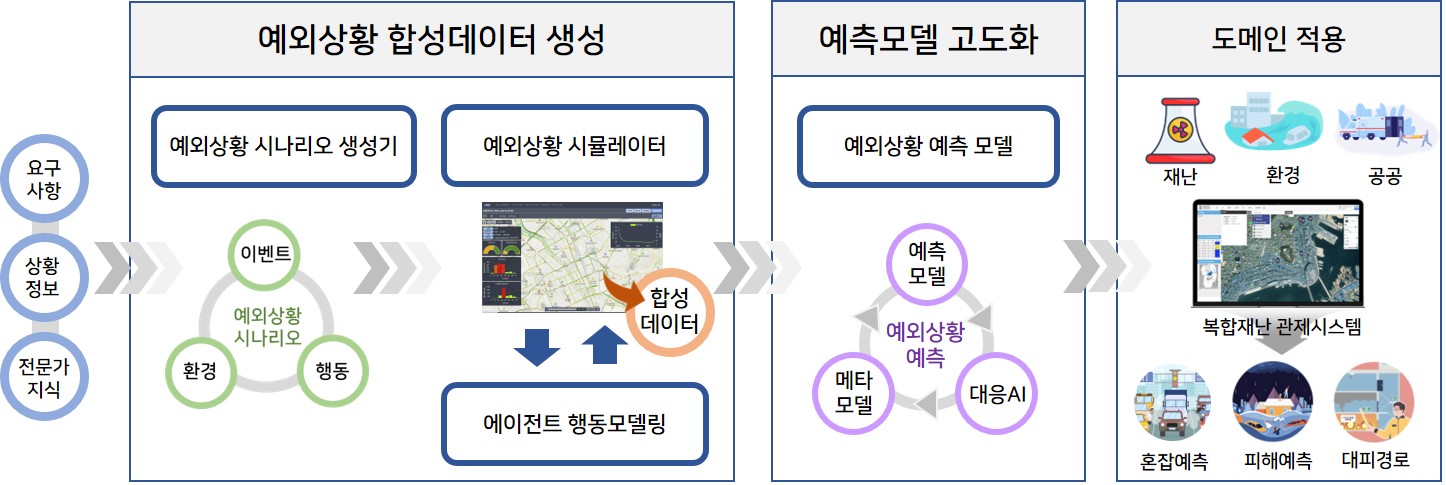 예외상황 합성데이터 생성
예측모델 고도화
도메인 적용
요구
사항
상황
정보
전문가
지식
예외상황 시나리오 생성기
이벤트
예외상황
시나리오
환경
행동
예외상황 시뮬레이터
합성
데이터
에이전트 행동모델링
예외상황 예측 모델
예측
모델
예외상황
예측
메타
모델
대응AI
재난
환경
공공
복합재난 관제시스템
혼잡예측
피해예측
대피경로